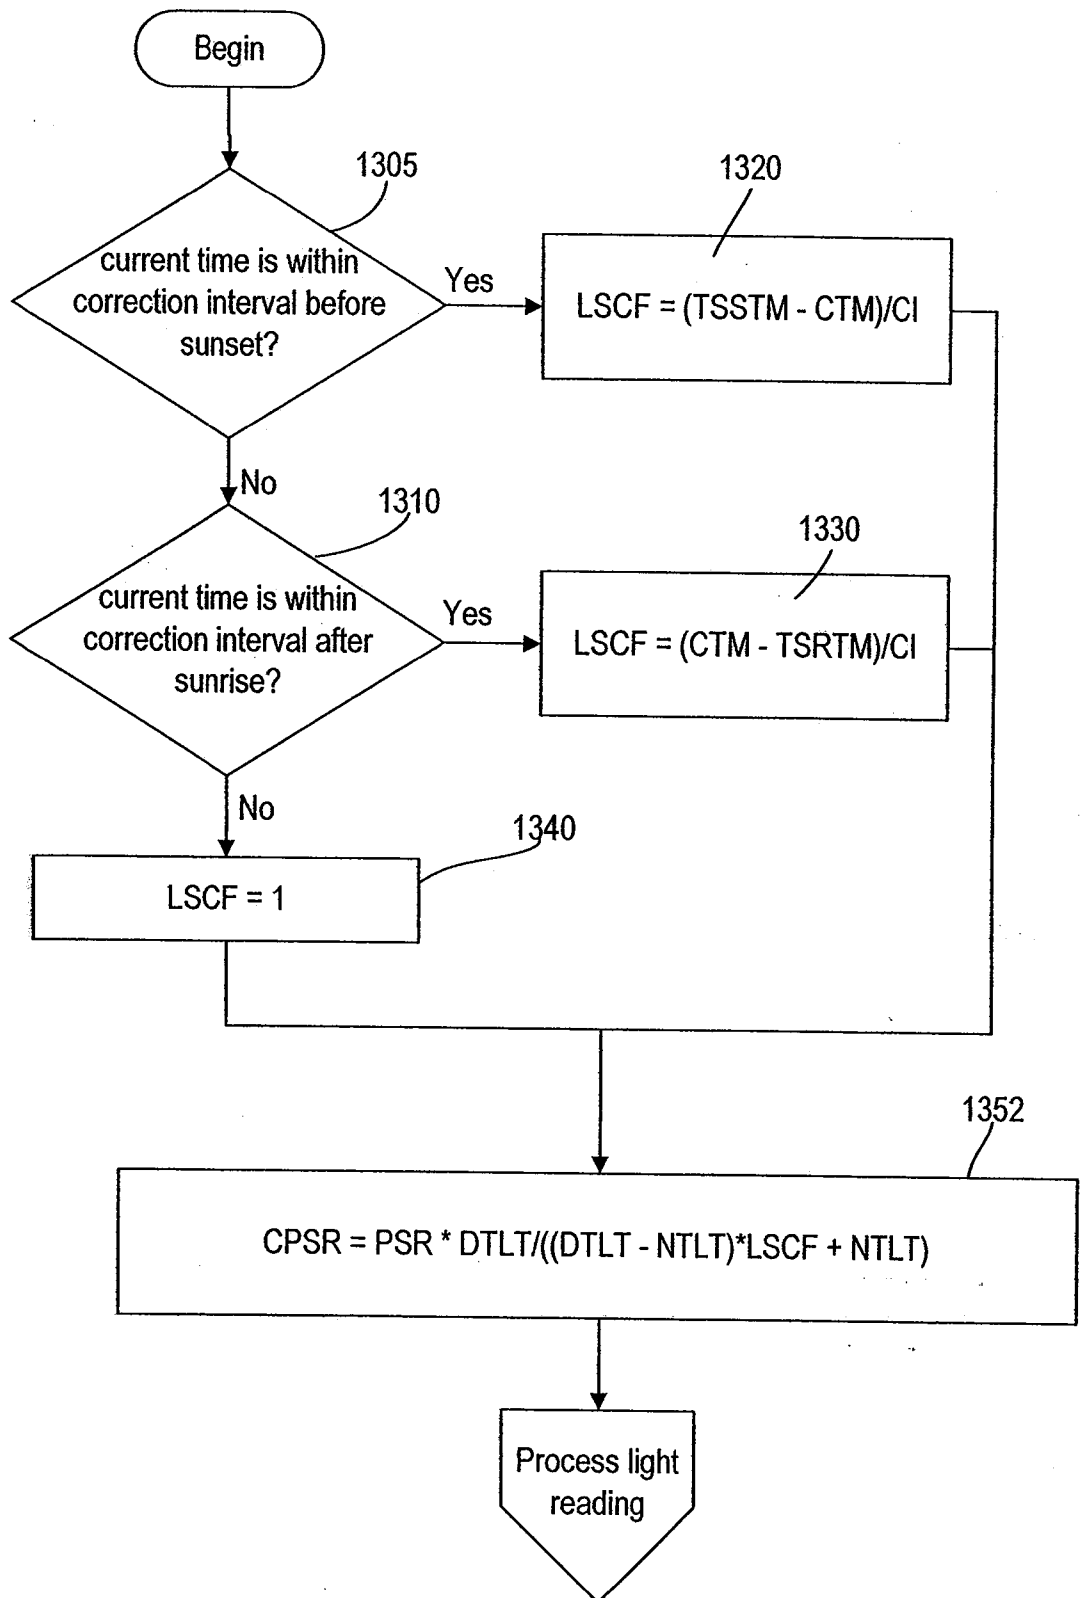 Begin
1305
current time is within
correction interval before
sunset?
Yes
1320
LSCF = (TSSTM - CTM)/CI
No
1310
current time is within
correction interval after
sunrise?
Yes
1330
LSCF = (CTM - TSRTM)/CI
No
1340
LSCF = 1
1352
CPSR = PSR * DTLT/((DTLT - NTLT)*LSCF + NTLT)
Process light
reading